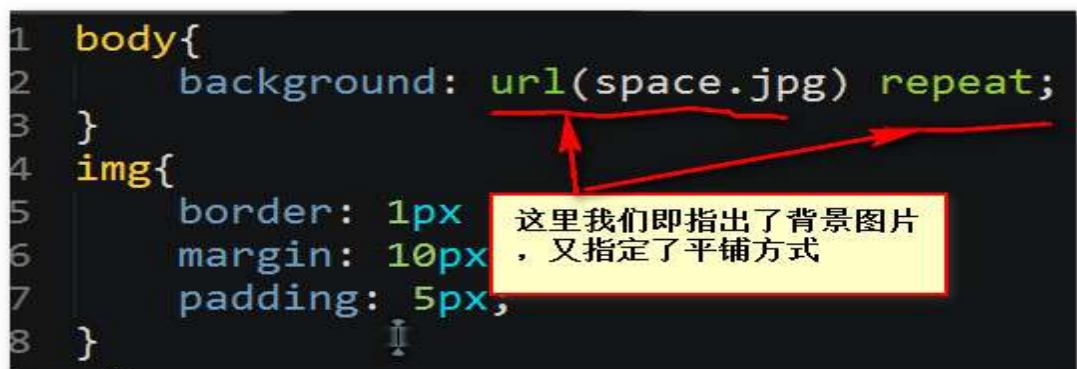 1 body{
2 background: url(space.jpg) repeat;
3 }
4 img{
5 border: 1px
6 margin: 10px
7 padding: 5px;
8 }
这里我们即指出了背景图片
，又指定了平铺方式